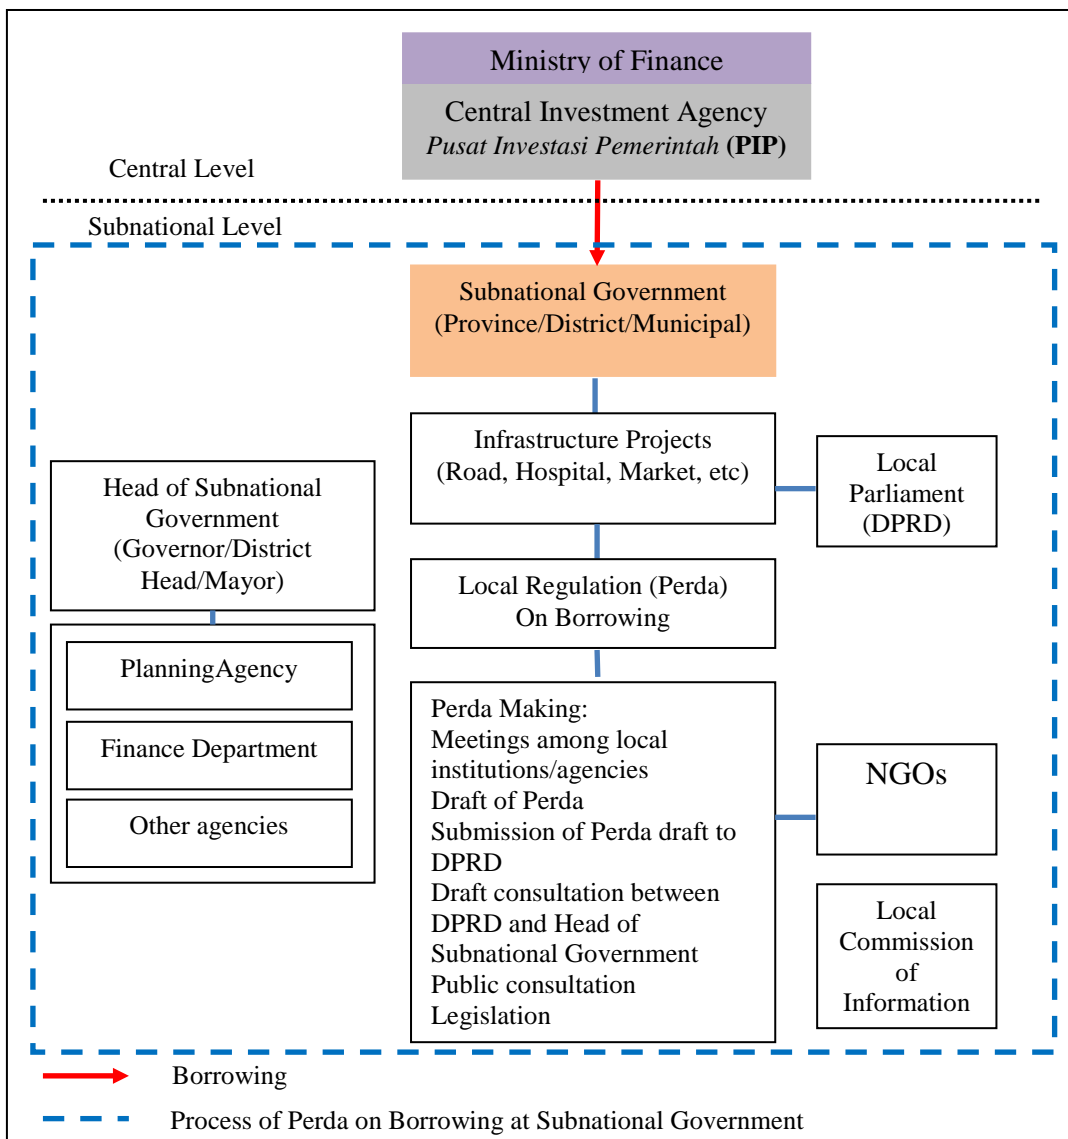 Ministry of Finance
Central Investment Agency
Pusat Investasi Pemerintah (PIP)
Central Level
Subnational Level
Subnational Government
(Province/District/Municipal)
Infrastructure Projects
(Road, Hospital, Market, etc)
Local
Parliament
(DPRD)
Head of Subnational
Government
(Governor/District
Head/Mayor)
Local Regulation (Perda)
On Borrowing
PlanningAgency
Finance Department
Other agencies
Perda Making:
Meetings among local
institutions/agencies
Draft of Perda
Submission of Perda draft to
DPRD
Draft consultation between
DPRD and Head of
Subnational Government
Public consultation
Legislation
NGOs
Local
Commission
of
Information
Borrowing
Process of Perda on Borrowing at Subnational Government